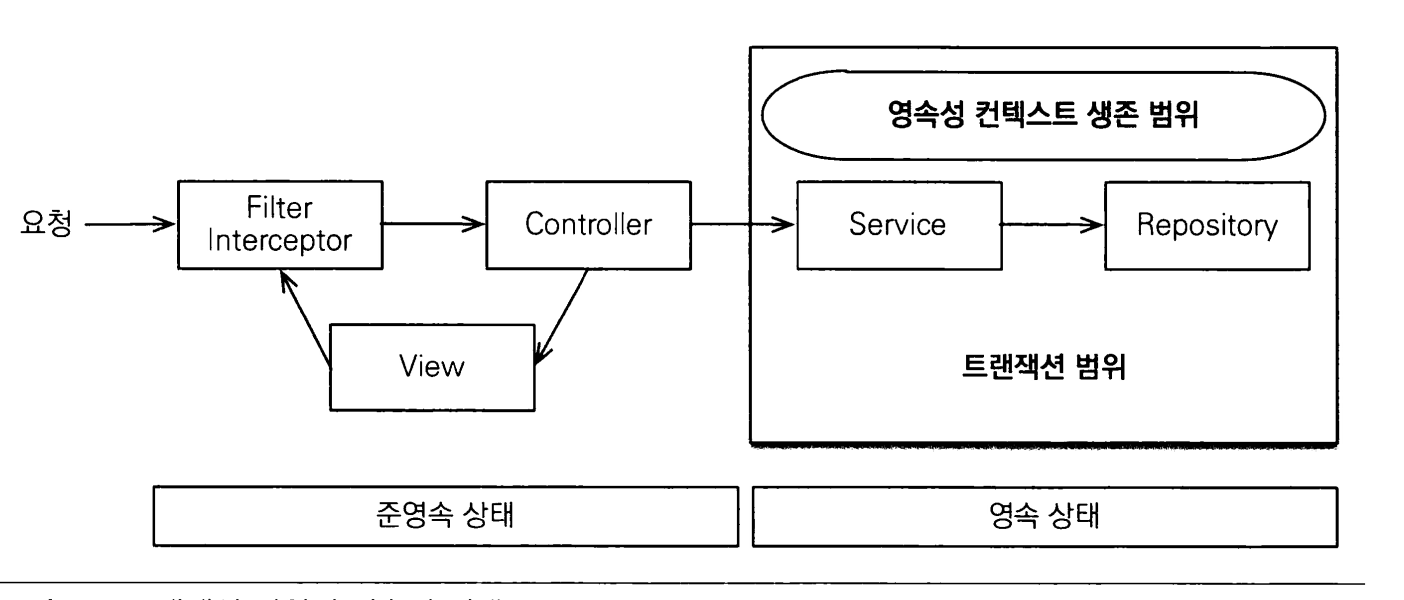 영속성 컨텍스트 생존 범위
요청
Filter
Interceptor
Controller
Service
Repository
View
트랜잭션 범위
준영속 상태
영속 상태